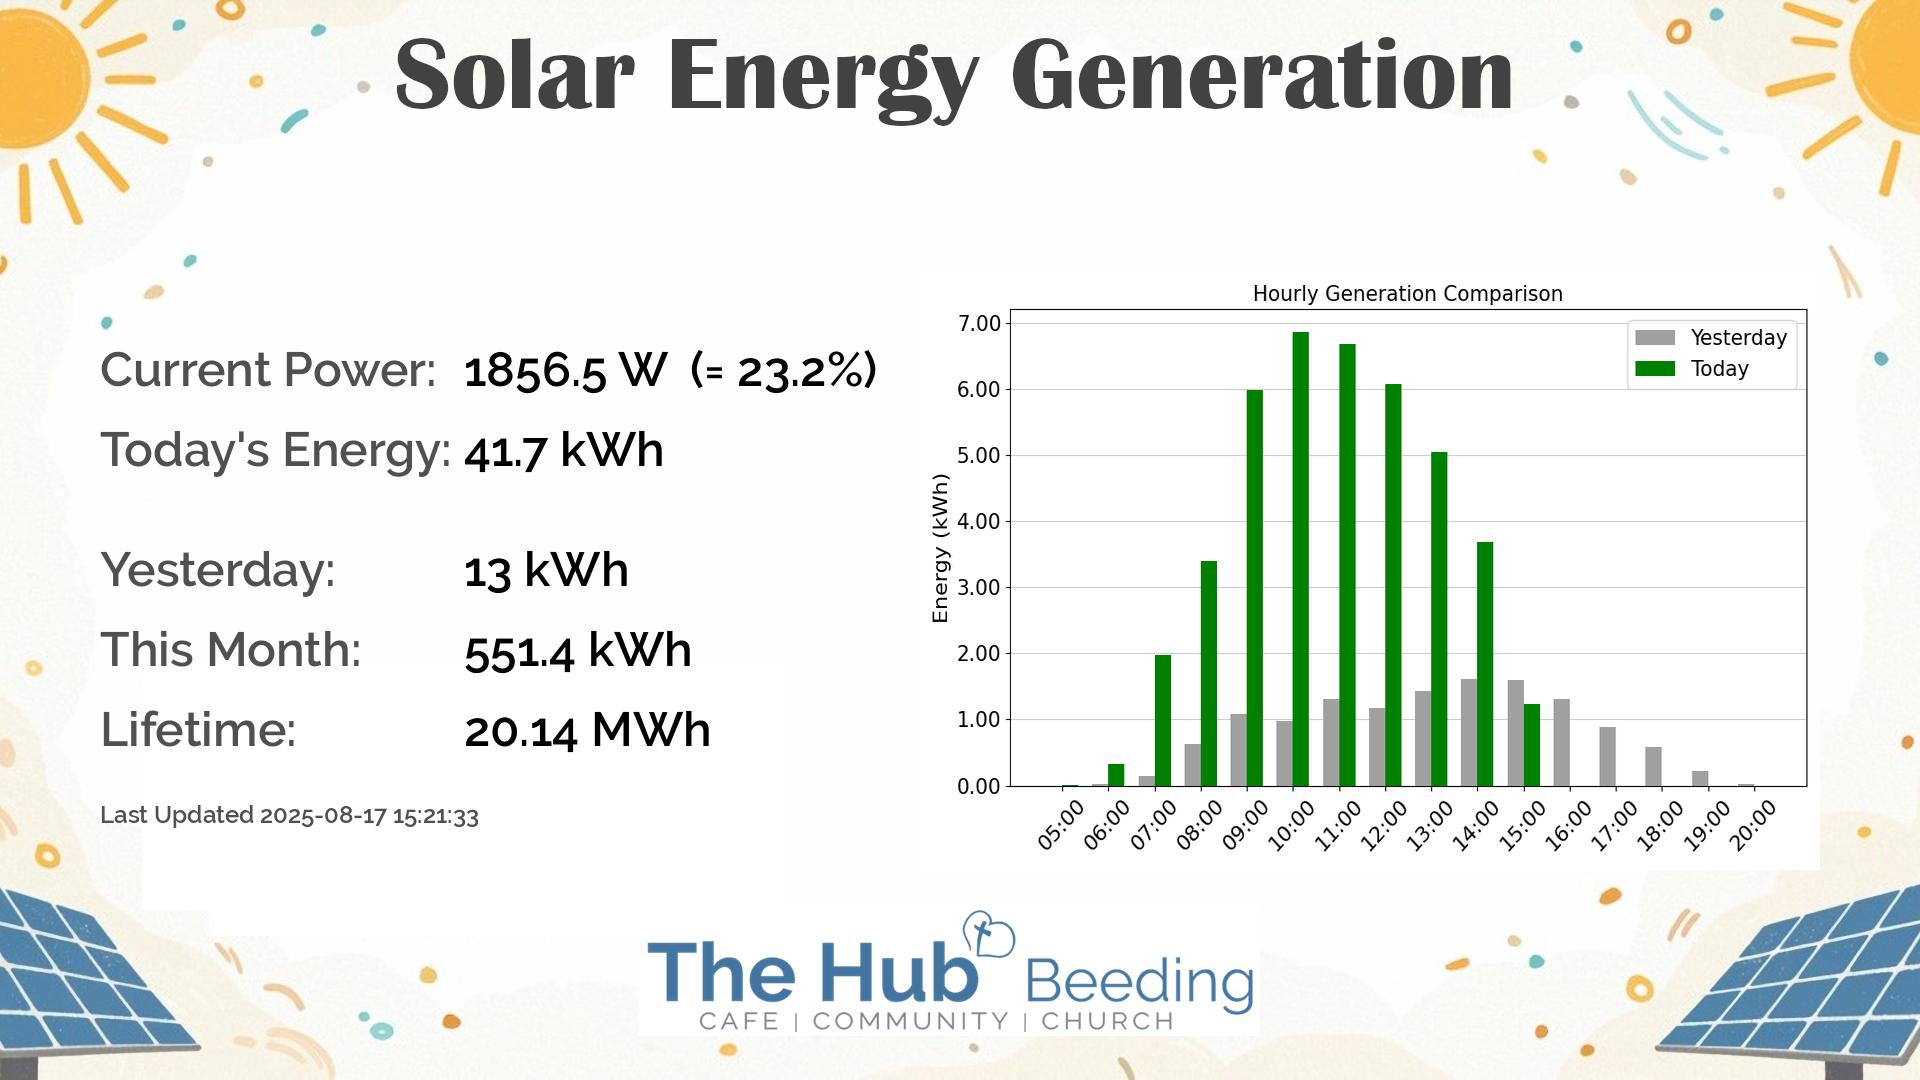 Solar Energy Generation
Current Power: 1856.5 W (= 23.2%)
Today's Energy: 41.7 kWh
Yesterday: 13 kWh
This Month: 551.4 kWh
Lifetime: 20.14 MWh
Last Updated 2025-08-17 15:21:33
Hourly Generation Comparison
Yesterday
Today
Energy (kWh)
7.00
6.00
5.00
4.00
3.00
2.00
1.00
0.00
05:00 06:00 07:00 08:00 09:00 10:00 11:00 12:00 13:00 14:00 15:00 16:00 17:00 18:00 19:00 20:00
The Hub Beeding
CAFE | COMMUNITY | CHURCH